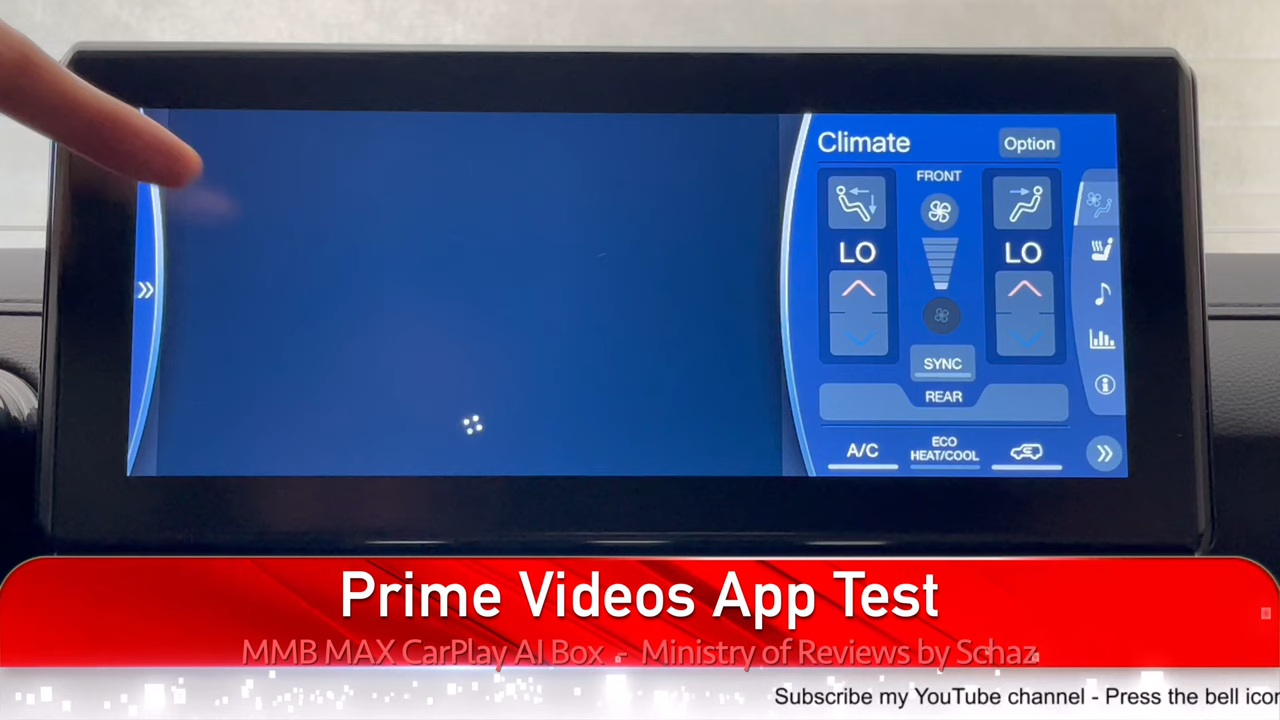 Climate
Option
FRONT
LO
LO
SYNC
REAR
A/C
ECO
HEAT/COOL
Prime Videos App Test
MMB MAX CarPlay AI Box - Ministry of Reviews by Schaz
Subscribe my YouTube channel - Press the bell icon